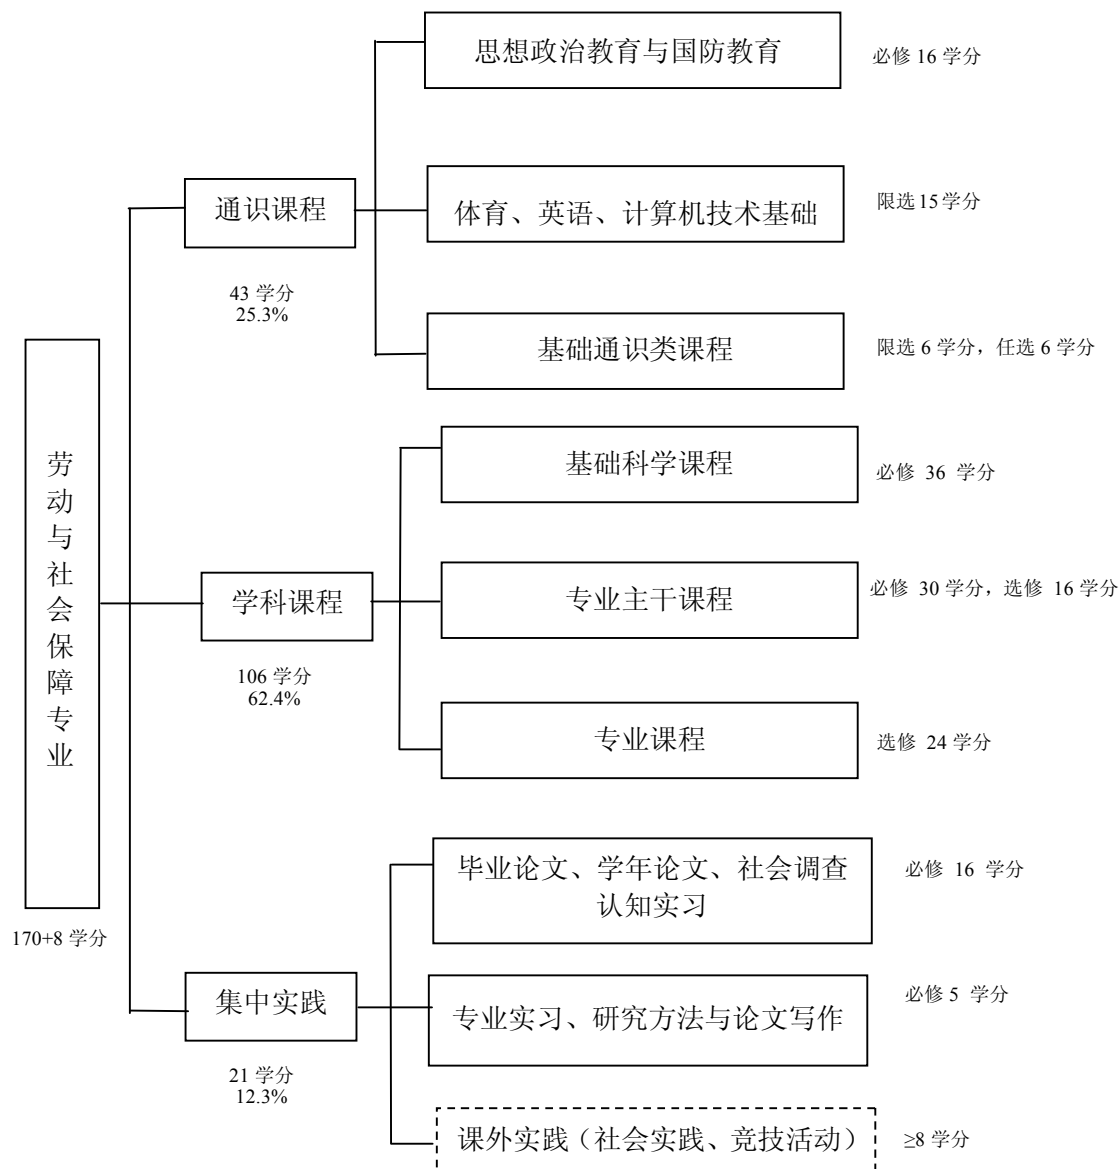 思想政治教育与国防教育
必修 16 学分
通识课程
43 学分
25.3%
体育、英语、计算机技术基础
限选 15 学分
基础通识类课程
限选 6 学分，任选 6 学分
劳动与社会保障专业
170+8 学分
学科课程
106 学分
62.4%
基础科学课程
必修 36 学分
专业主干课程
必修 30 学分，选修 16 学分
专业课程
选修 24 学分
集中实践
21 学分
12.3%
毕业论文、学年论文、社会调查
认知实习
必修 16 学分
专业实习、研究方法与论文写作
必修 5 学分
课外实践（社会实践、竞技活动）
≥8 学分